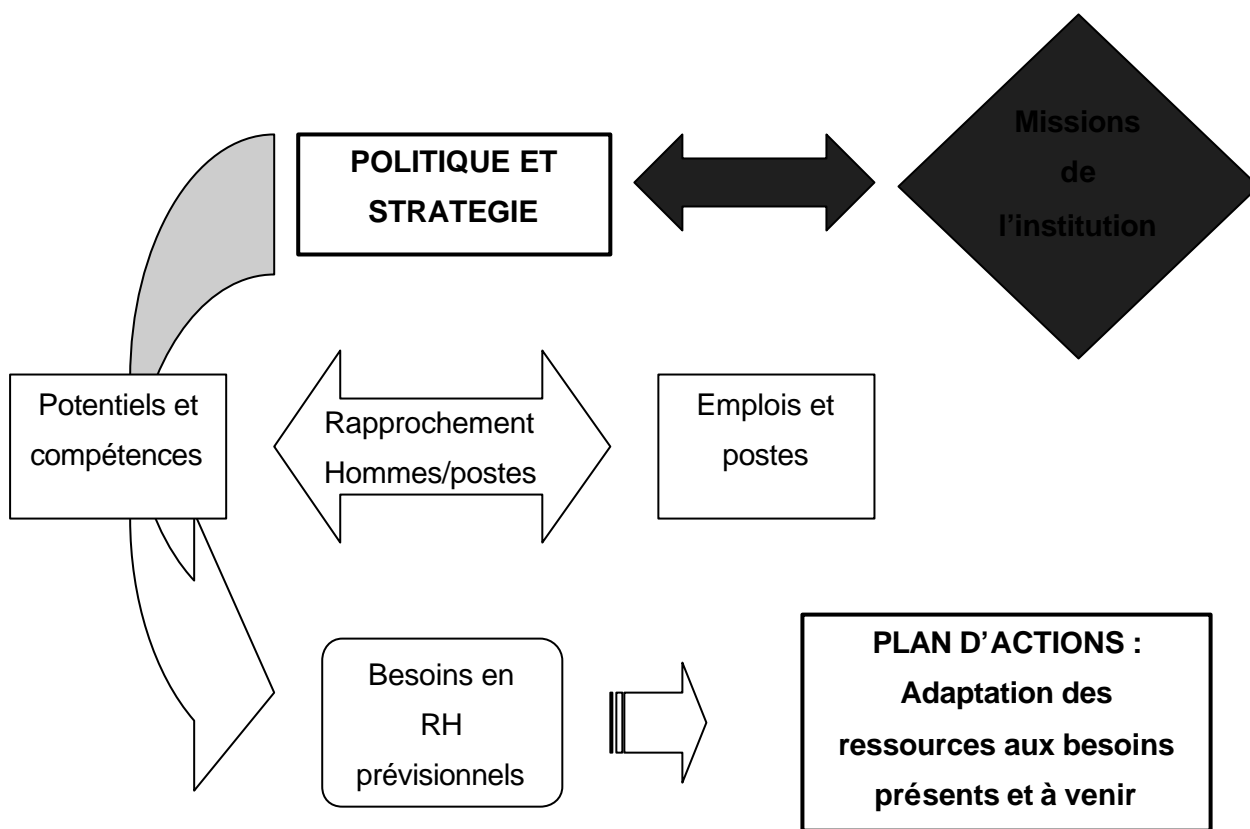 Missions
de
l’institution
POLITIQUE ET
STRATEGIE
Potentiels et
compétences
Rapprochement
Hommes/postes
Emplois et
postes
Besoins en
RH
prévisionnels
PLAN D’ACTIONS :
Adaptation des
ressources aux besoins
présents et à venir